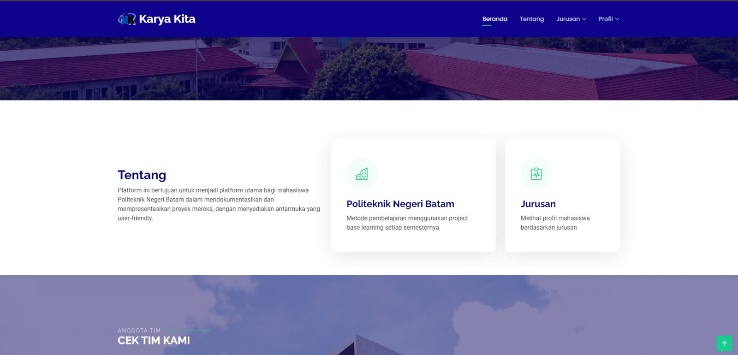 Karya Kita
Beranda Tentang Jurusan Profil
Tentang
Platform ini bertujuan untuk menjadi platform utama bagi mahasiswa
Politeknik Negeri Batam dalam mendokumentasikan dan
mempresentasikan proyek mereka, dengan menyediakan antarmuka yang
user-friendly.
Politeknik Negeri Batam
Metode pembelajaran menggunakan project
base learning setiap semesternya
Jurusan
Melihat profil mahasiswa
berdasarkan jurusan
ANGGOTA TIM
CEK TIM KAMI